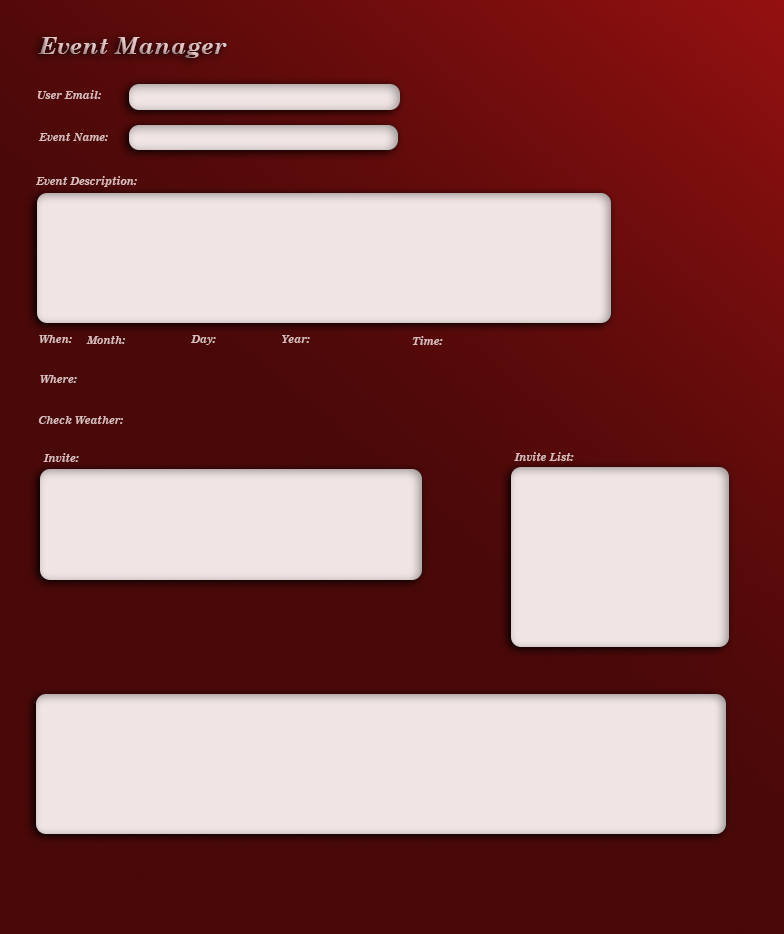 Event Manager
User Email:
Event Name:
Event Description:
When: Month: Day: Year: Time:
Where:
Check Weather:
Invite: Invite List: